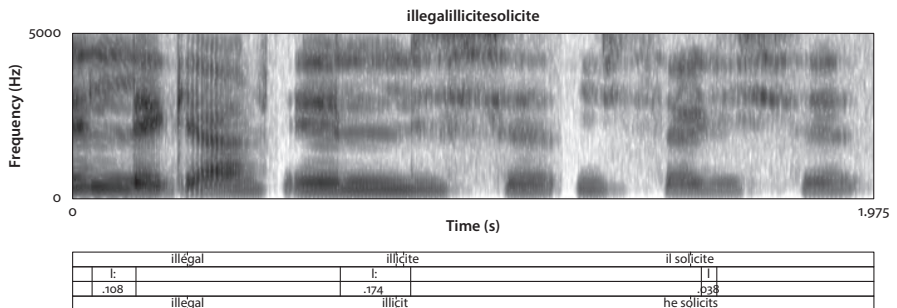 illegalillicitesolicite
5000
Frequency (Hz)
0
0 1.975
Time (s)
illégal illicite il solicite
l: l: l
.108 .174 .038
illegal illicit he solicits